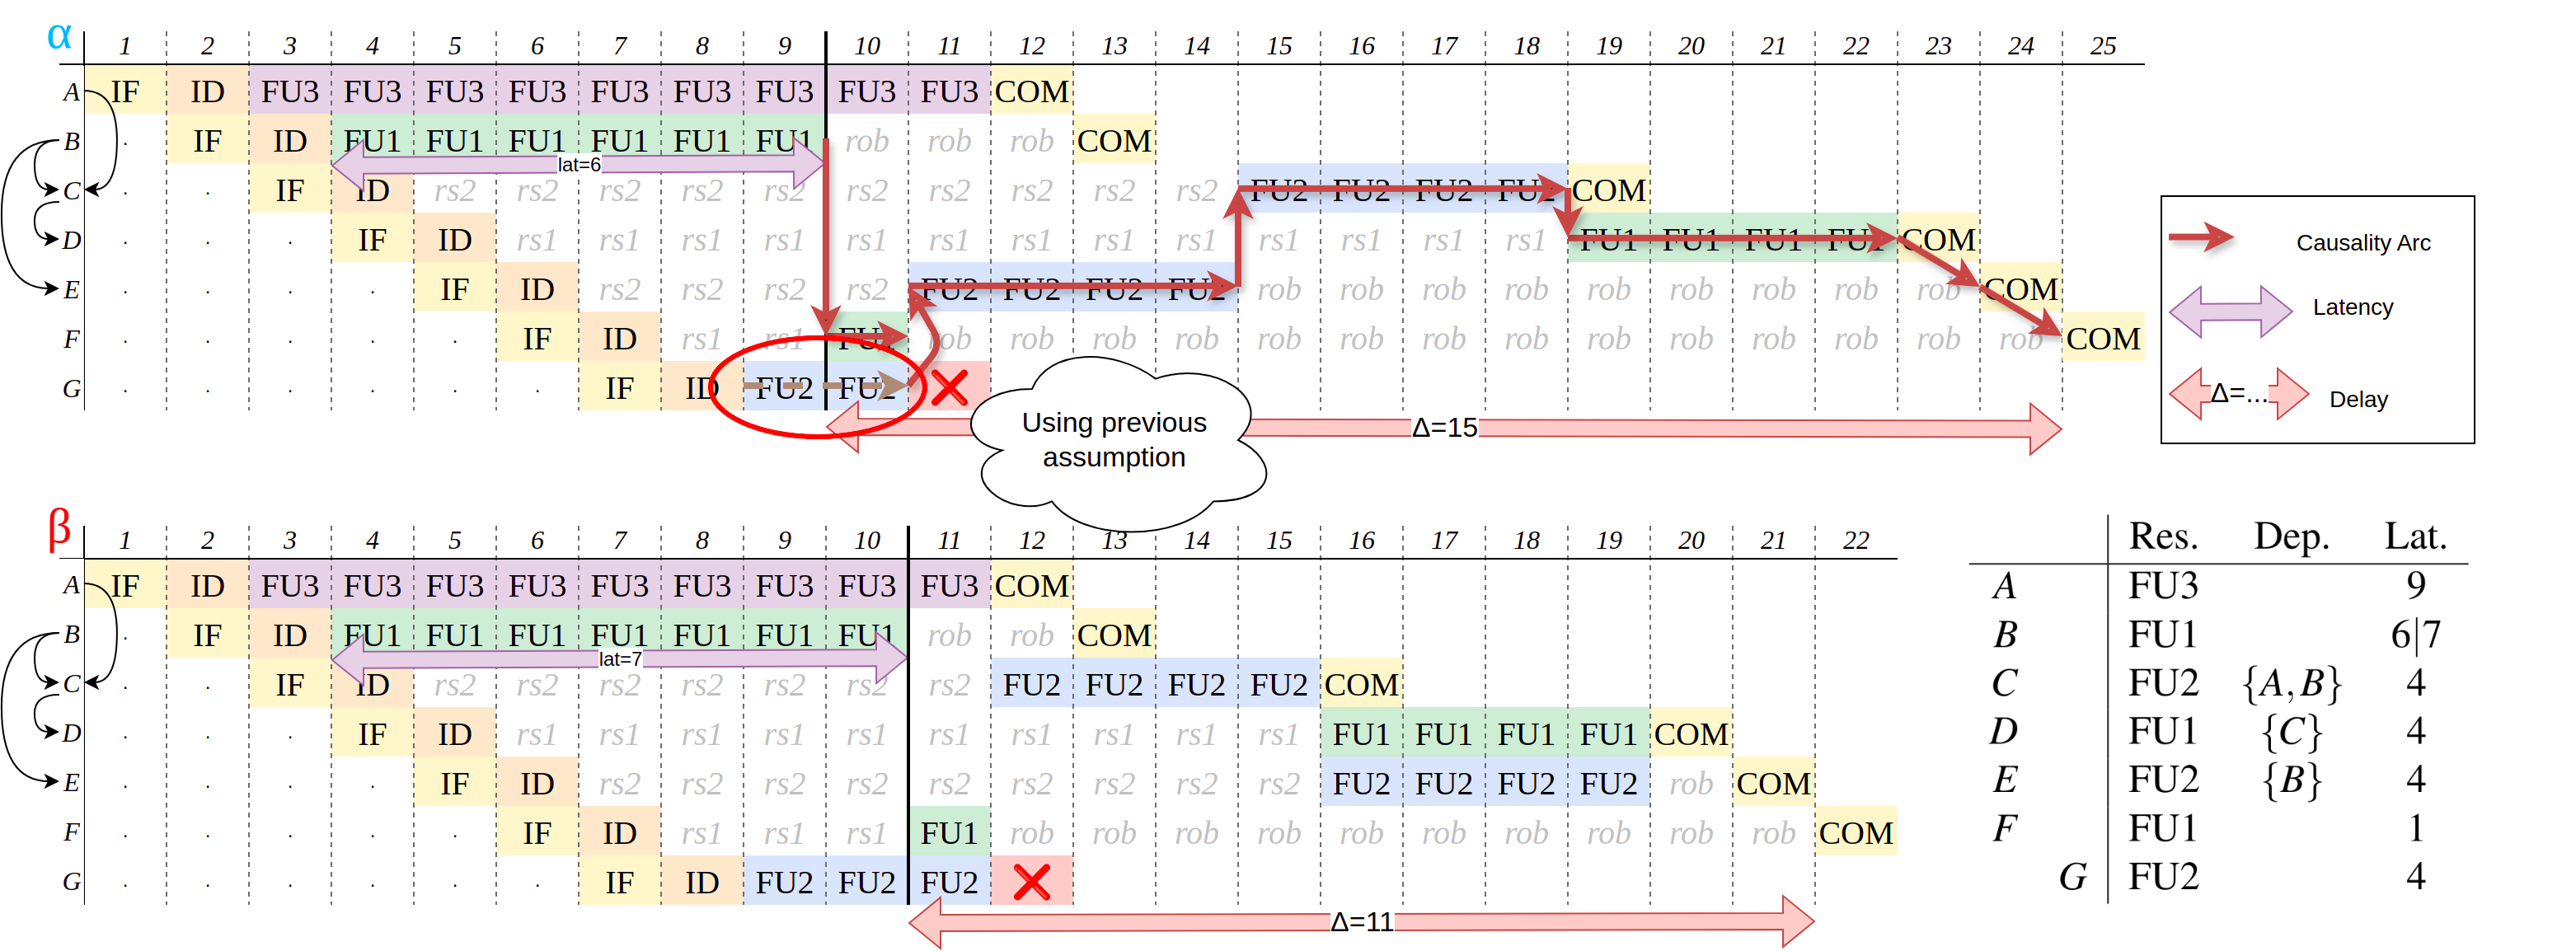 α 1 2 3 4 5 6 7 8 9 10 11 12 13 14 15 16 17 18 19 20 21 22 23 24 25
A IF ID FU3 FU3 FU3 FU3 FU3 FU3 FU3 FU3 FU3 COM
B . IF ID FU1 FU1 FU1 FU1 FU1 FU1 rob rob rob COM
lat=6
C . . IF ID rs2 rs2 rs2 rs2 rs2 rs2 rs2 rs2 rs2 rs2 FU2 FU2 FU2 FU2 COM
D . . . IF ID rs1 rs1 rs1 rs1 rs1 rs1 rs1 rs1 rs1 rs1 rs1 rs1 rs1 FU1 FU1 FU1 FU1 COM
E . . . . IF ID rs2 rs2 rs2 rs2 FU2 FU2 FU2 FU2 rob rob rob rob rob rob rob rob rob COM
F . . . . . IF ID rs1 rs1 FU1 rob rob rob rob rob rob rob rob rob rob rob rob rob rob COM
G . . . . . . IF ID FU2 FU2
Using previous
assumption
Δ=15
Causality Arc
Latency
Δ=... Delay
β 1 2 3 4 5 6 7 8 9 10 11 12 13 14 15 16 17 18 19 20 21 22
A IF ID FU3 FU3 FU3 FU3 FU3 FU3 FU3 FU3 FU3 COM
B . IF ID FU1 FU1 FU1 FU1 FU1 FU1 FU1 rob rob COM
lat=7
C . . IF ID rs2 rs2 rs2 rs2 rs2 rs2 rs2 FU2 FU2 FU2 FU2 COM
D . . . IF ID rs1 rs1 rs1 rs1 rs1 rs1 rs1 rs1 rs1 rs1 FU1 FU1 FU1 FU1 COM
E . . . . IF ID rs2 rs2 rs2 rs2 rs2 rs2 rs2 rs2 rs2 FU2 FU2 FU2 FU2 rob COM
F . . . . . IF ID rs1 rs1 rs1 FU1 rob rob rob rob rob rob rob rob rob rob COM
G . . . . . . IF ID FU2 FU2 FU2
Δ=11
Res. Dep. Lat.
A FU3 9
B FU1 6|7
C FU2 {A, B} 4
D FU1 {C} 4
E FU2 {B} 4
F FU1 1
G FU2 4